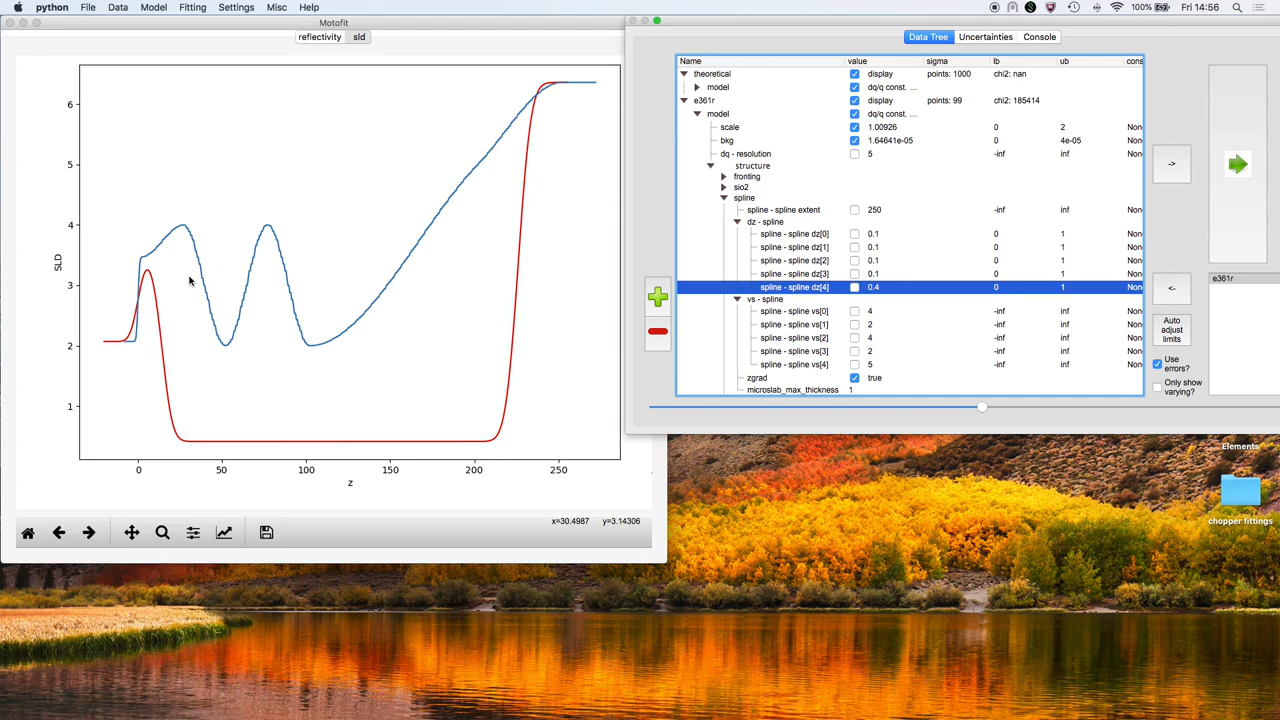 python File Data Model Fitting Settings Misc Help 100% Fri 14:56
Motofit
reflectivity sld
6
5
4
3
2
1
SLD
0 50 100 150 200 250
z
x=30.4987 y=3.14306
Data Tree Uncertainties Console
Name value sigma lb ub cons
theoretical display points: 1000 chi2: nan
model dq/q const. ...
e361r display points: 99 chi2: 185414
model dq/q const. ...
scale 1.00926 0 2 None
bkg 1.64641e-05 0 4e-05 None
dq - resolution 5 -inf inf None
structure
fronting
sio2
spline
spline - spline extent 250 -inf inf None
dz - spline
spline - spline dz[0] 0.1 0 1 None
spline - spline dz[1] 0.1 0 1 None
spline - spline dz[2] 0.1 0 1 None
spline - spline dz[3] 0.1 0 1 None
spline - spline dz[4] 0.4 0 1 None
vs - spline
spline - spline vs[0] 4 -inf inf None
spline - spline vs[1] 2 -inf inf None
spline - spline vs[2] 4 -inf inf None
spline - spline vs[3] 2 -inf inf None
spline - spline vs[4] 5 -inf inf None
zgrad true
microslab_max_thickness 1
->
<-
Auto
adjust
limits
Use
errors?
Only show
varying?
e361r
Elements
chopper fittings